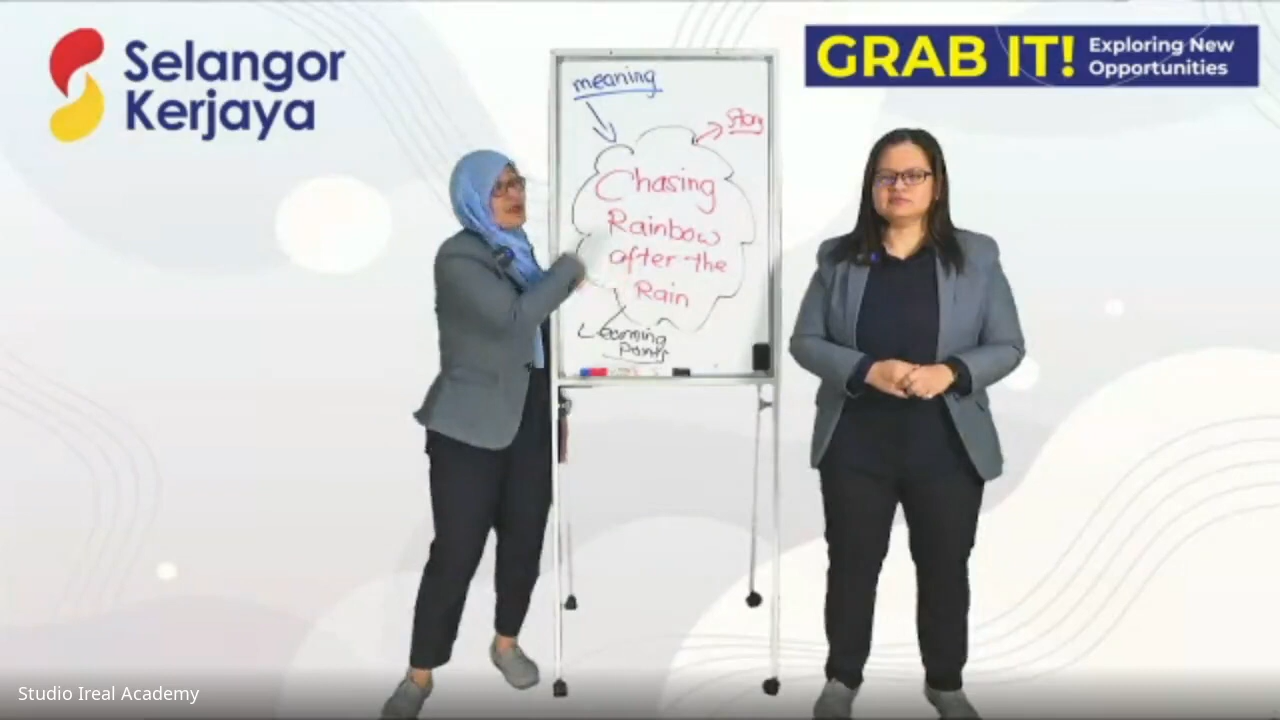 Selangor
Kerjaya
GRAB IT!
Exploring New
Opportunities
meaning
Story
Chasing
Rainbow
after the
Rain
Learning
Points
Studio Ireal Academy